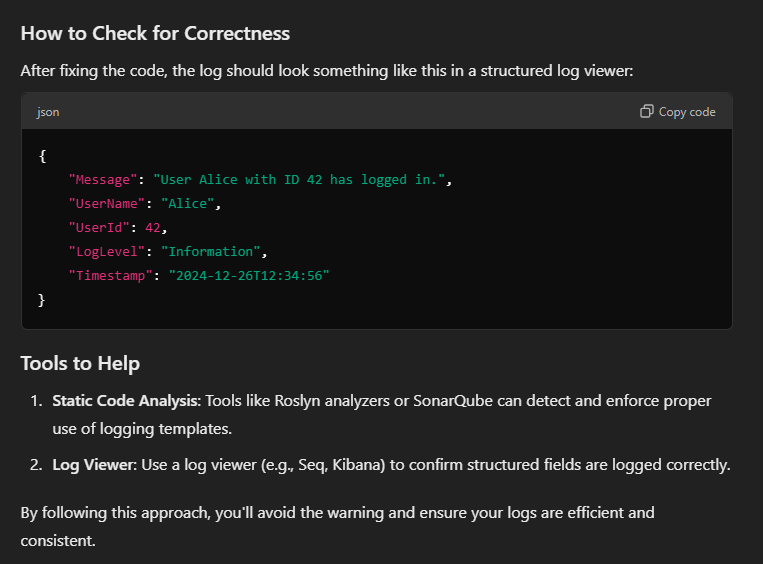 How to Check for Correctness
After fixing the code, the log should look something like this in a structured log viewer:
json
Copy code
{
    "Message": "User Alice with ID 42 has logged in.",
    "UserName": "Alice",
    "UserId": 42,
    "LogLevel": "Information",
    "Timestamp": "2024-12-26T12:34:56"
}
Tools to Help
1. Static Code Analysis: Tools like Roslyn analyzers or SonarQube can detect and enforce proper
use of logging templates.
2. Log Viewer: Use a log viewer (e.g., Seq, Kibana) to confirm structured fields are logged correctly.
By following this approach, you'll avoid the warning and ensure your logs are efficient and
consistent.